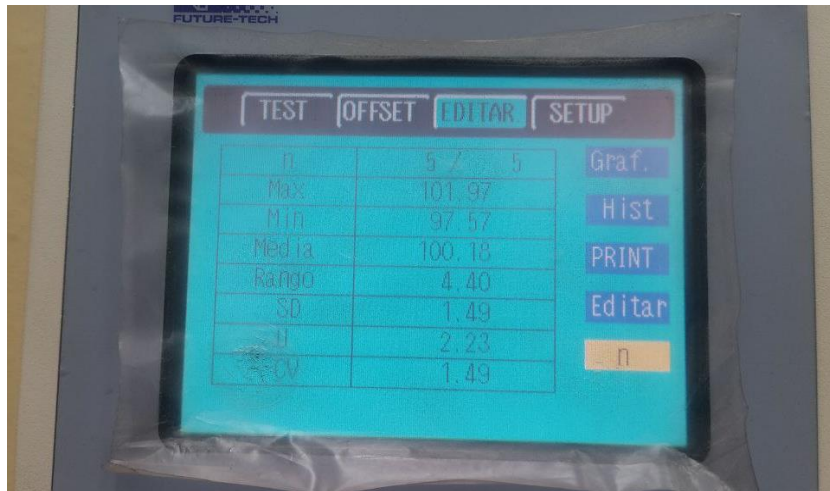 FUTURE-TECH
TEST OFFSET EDITAR SETUP
n 5 / 5 Graf.
Max 101.97
Min 97.57 Hist
Media 100.18 PRINT
Rango 4.40
SD 1.49 Editar
2.23
CV 1.49 n